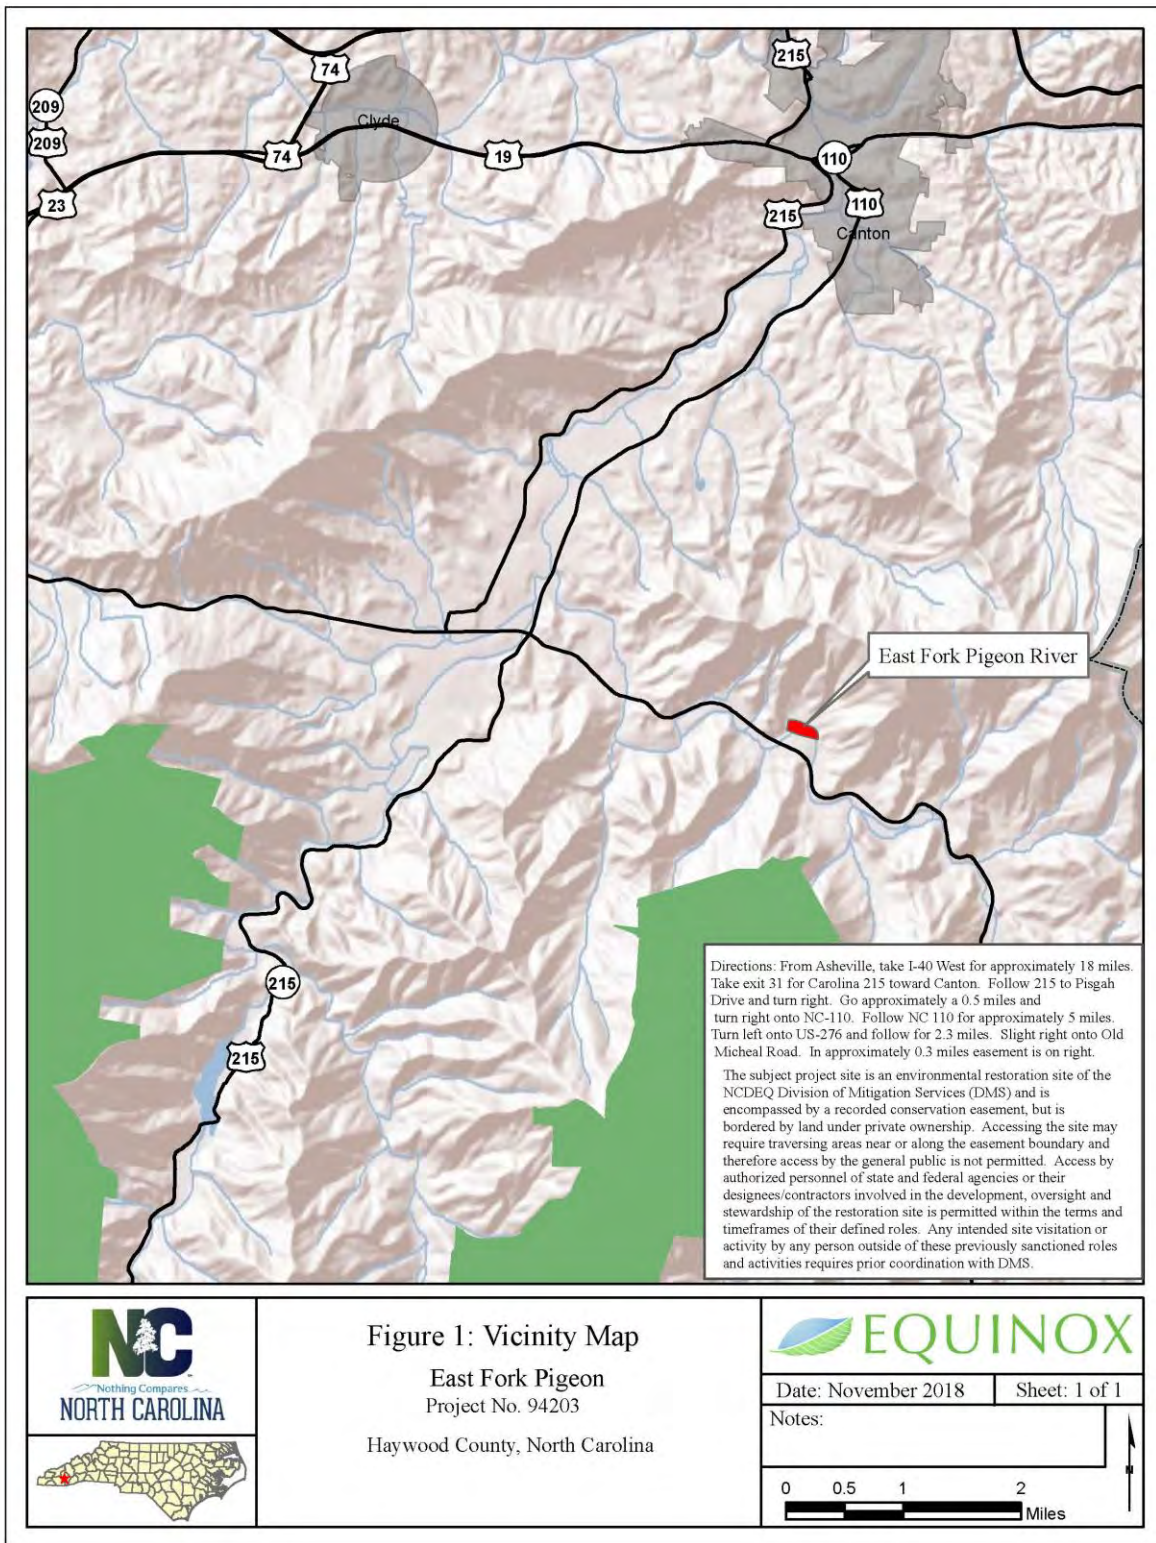 74
215
209
209
Clyde
74
19
110
23
215
110
Canton
East Fork Pigeon River
215
215
Directions: From Asheville, take I-40 West for approximately 18 miles.
Take exit 31 for Carolina 215 toward Canton. Follow 215 to Pisgah
Drive and turn right. Go approximately a 0.5 miles and
turn right onto NC-110. Follow NC 110 for approximately 5 miles.
Turn left onto US-276 and follow for 2.3 miles. Slight right onto Old
Micheal Road. In approximately 0.3 miles easement is on right.
The subject project site is an environmental restoration site of the
NCDEQ Division of Mitigation Services (DMS) and is
encompassed by a recorded conservation easement, but is
bordered by land under private ownership. Accessing the site may
require traversing areas near or along the easement boundary and
therefore access by the general public is not permitted. Access by
authorized personnel of state and federal agencies or their
designees/contractors involved in the development, oversight and
stewardship of the restoration site is permitted within the terms and
timeframes of their defined roles. Any intended site visitation or
activity by any person outside of these previously sanctioned roles
and activities requires prior coordination with DMS.
NC
Nothing Compares
NORTH CAROLINA
Figure 1: Vicinity Map
East Fork Pigeon
Project No. 94203
Haywood County, North Carolina
EQUINOX
Date: November 2018
Sheet: 1 of 1
Notes:
0 0.5 1 2
Miles
N